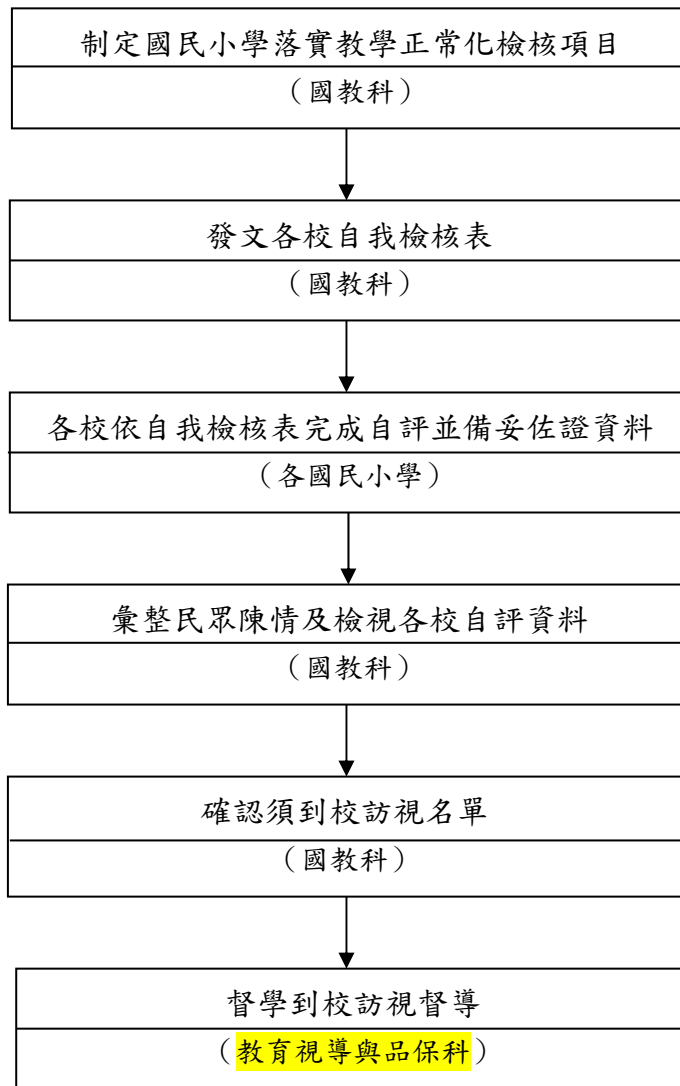 制定國民小學落實教學正常化檢核項目
（國教科）
發文各校自我檢核表
（國教科）
各校依自我檢核表完成自評並備妥佐證資料
（各國民小學）
彙整民眾陳情及檢視各校自評資料
（國教科）
確認須到校訪視名單
（國教科）
督學到校訪視督導
（教育視導與品保科）